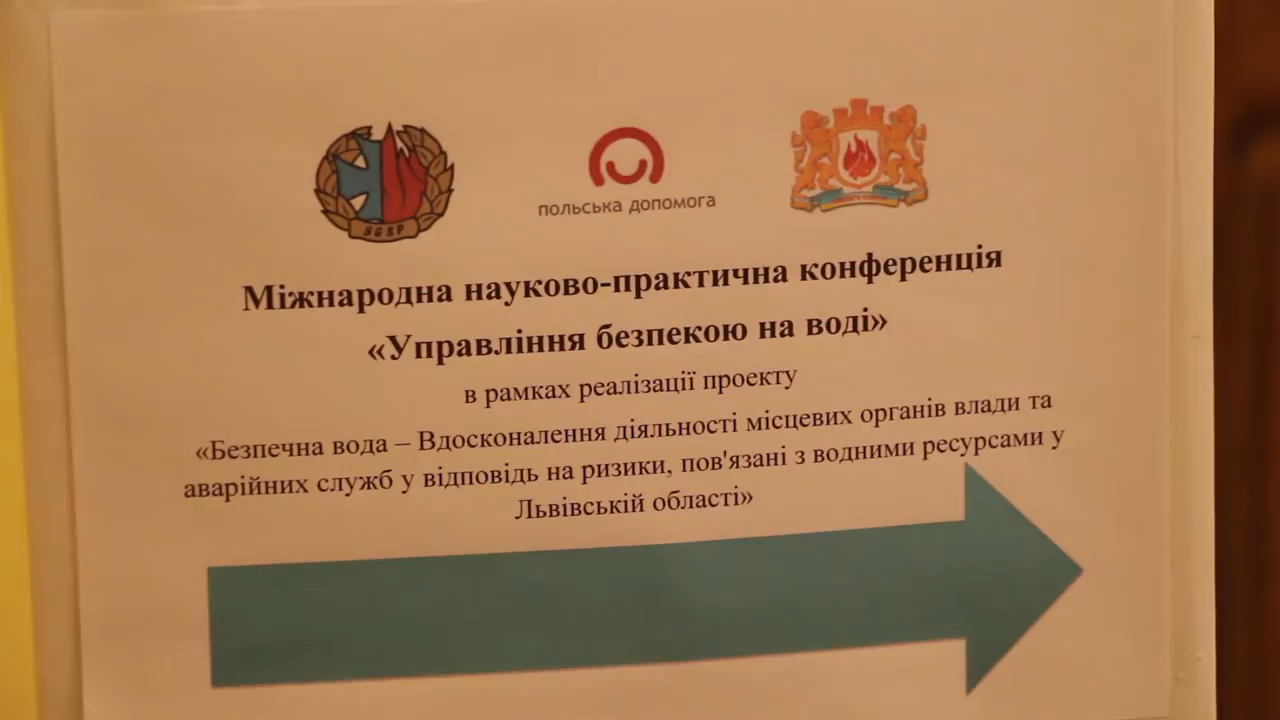 SGSP
польська допомога
Міжнародна науково-практична конференція
«Управління безпекою на воді»
в рамках реалізації проекту
«Безпечна вода – Вдосконалення діяльності місцевих органів влади та
аварійних служб у відповідь на ризики, пов'язані з водними ресурсами у
Львівській області»